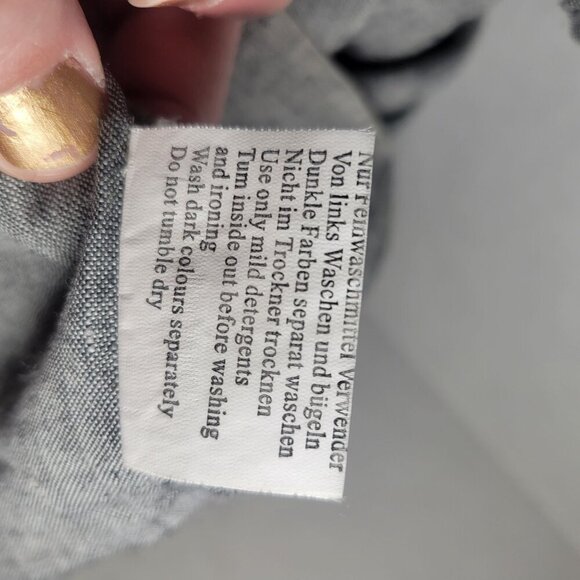 Nur Feinwaschmittel Verwenden
Von links Waschen und bügeln
Dunkle Farben separat waschen
Nicht im Trockner trocknen
Use only mild detergents
Tum inside out before washing
and ironing
Wash dark colours separately
Do not tumble dry